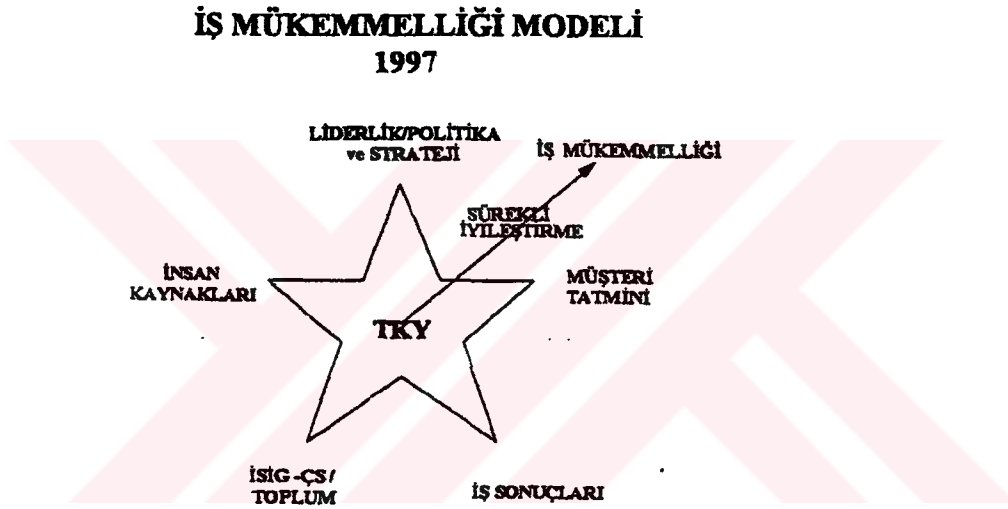 İŞ MÜKEMMELLİĞİ MODELİ
1997
LİDERLİK/POLİTİKA
ve STRATEJİ
İŞ MÜKEMMELLİĞİ
SÜREKLİ
İYİLEŞTİRME
İNSAN
KAYNAKLARI
MÜŞTERİ
TATMİNİ
TKY
İSİG-ÇS/
TOPLUM
İŞ SONUÇLARI